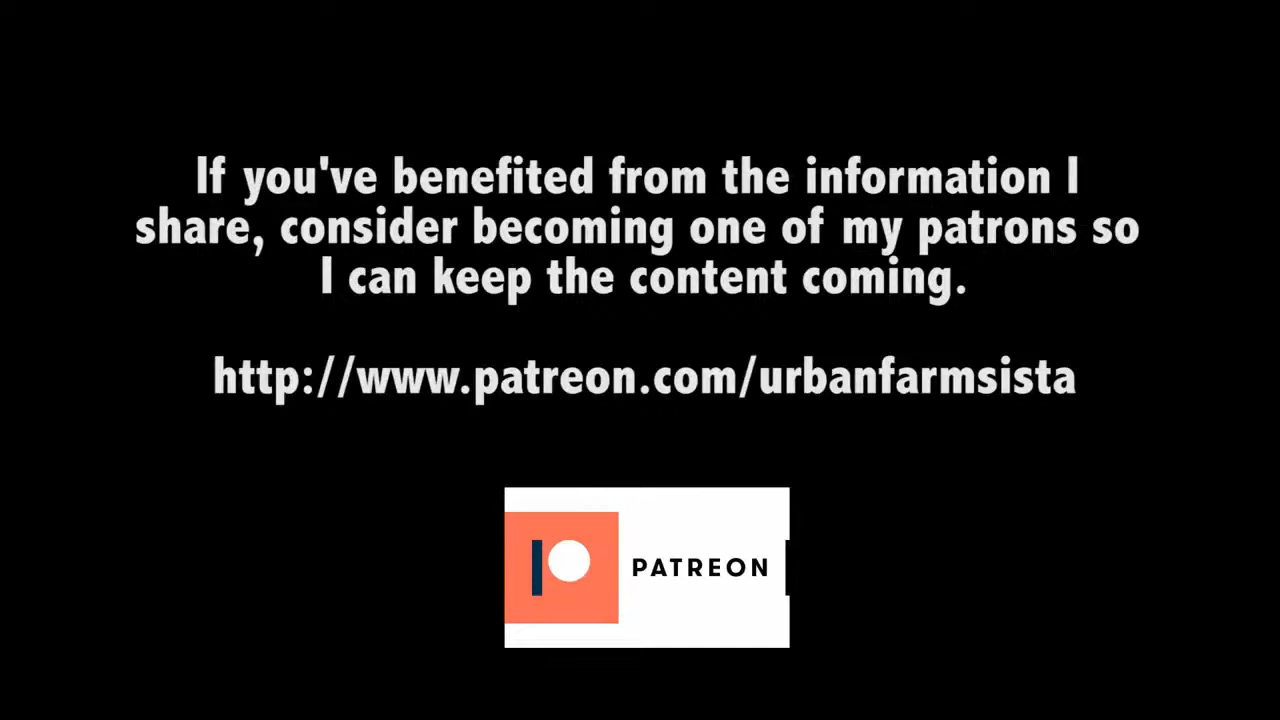 If you've benefited from the information I
share, consider becoming one of my patrons so
I can keep the content coming.
http://www.patreon.com/urbanfarmsista
PATREON